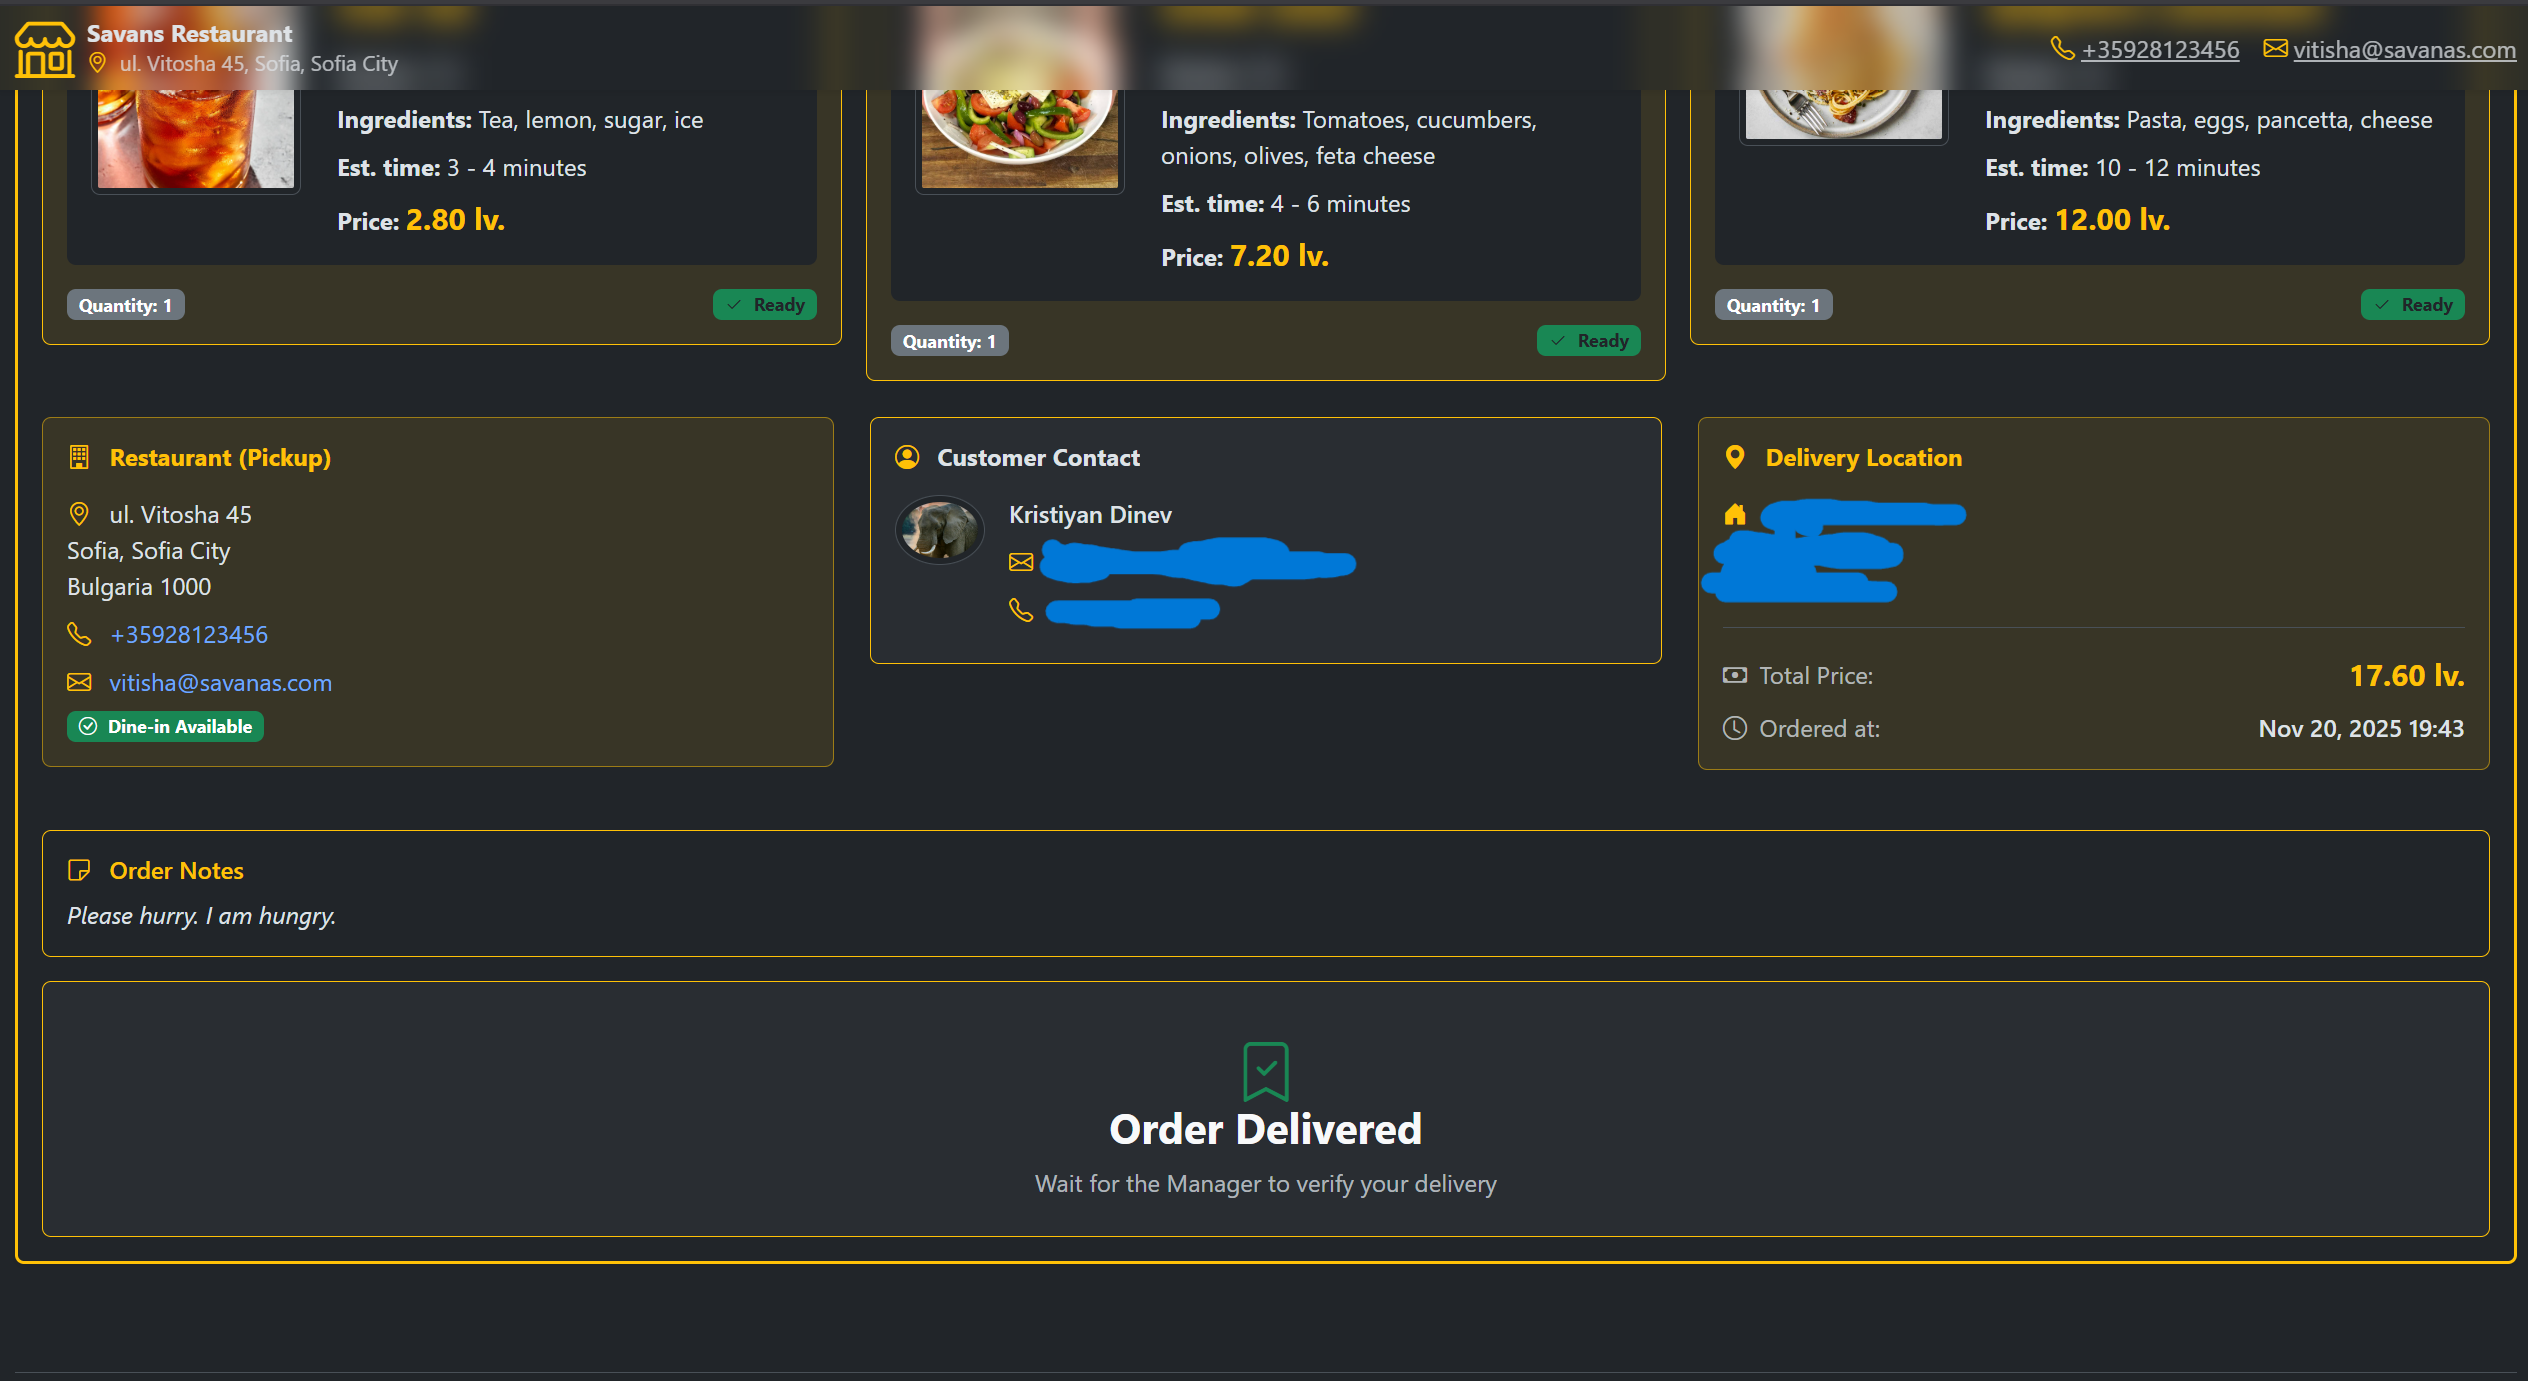 Savans Restaurant
ul. Vitosha 45, Sofia, Sofia City
+35928123456 vitisha@savanas.com
Ingredients: Tea, lemon, sugar, ice
Est. time: 3 - 4 minutes
Price: 2.80 lv.
Quantity: 1
Ready
Ingredients: Tomatoes, cucumbers,
onions, olives, feta cheese
Est. time: 4 - 6 minutes
Price: 7.20 lv.
Quantity: 1
Ready
Ingredients: Pasta, eggs, pancetta, cheese
Est. time: 10 - 12 minutes
Price: 12.00 lv.
Quantity: 1
Ready
Restaurant (Pickup)
ul. Vitosha 45
Sofia, Sofia City
Bulgaria 1000
+35928123456
vitisha@savanas.com
Dine-in Available
Customer Contact
Kristiyan Dinev
Delivery Location
Total Price: 17.60 lv.
Ordered at: Nov 20, 2025 19:43
Order Notes
Please hurry. I am hungry.
Order Delivered
Wait for the Manager to verify your delivery